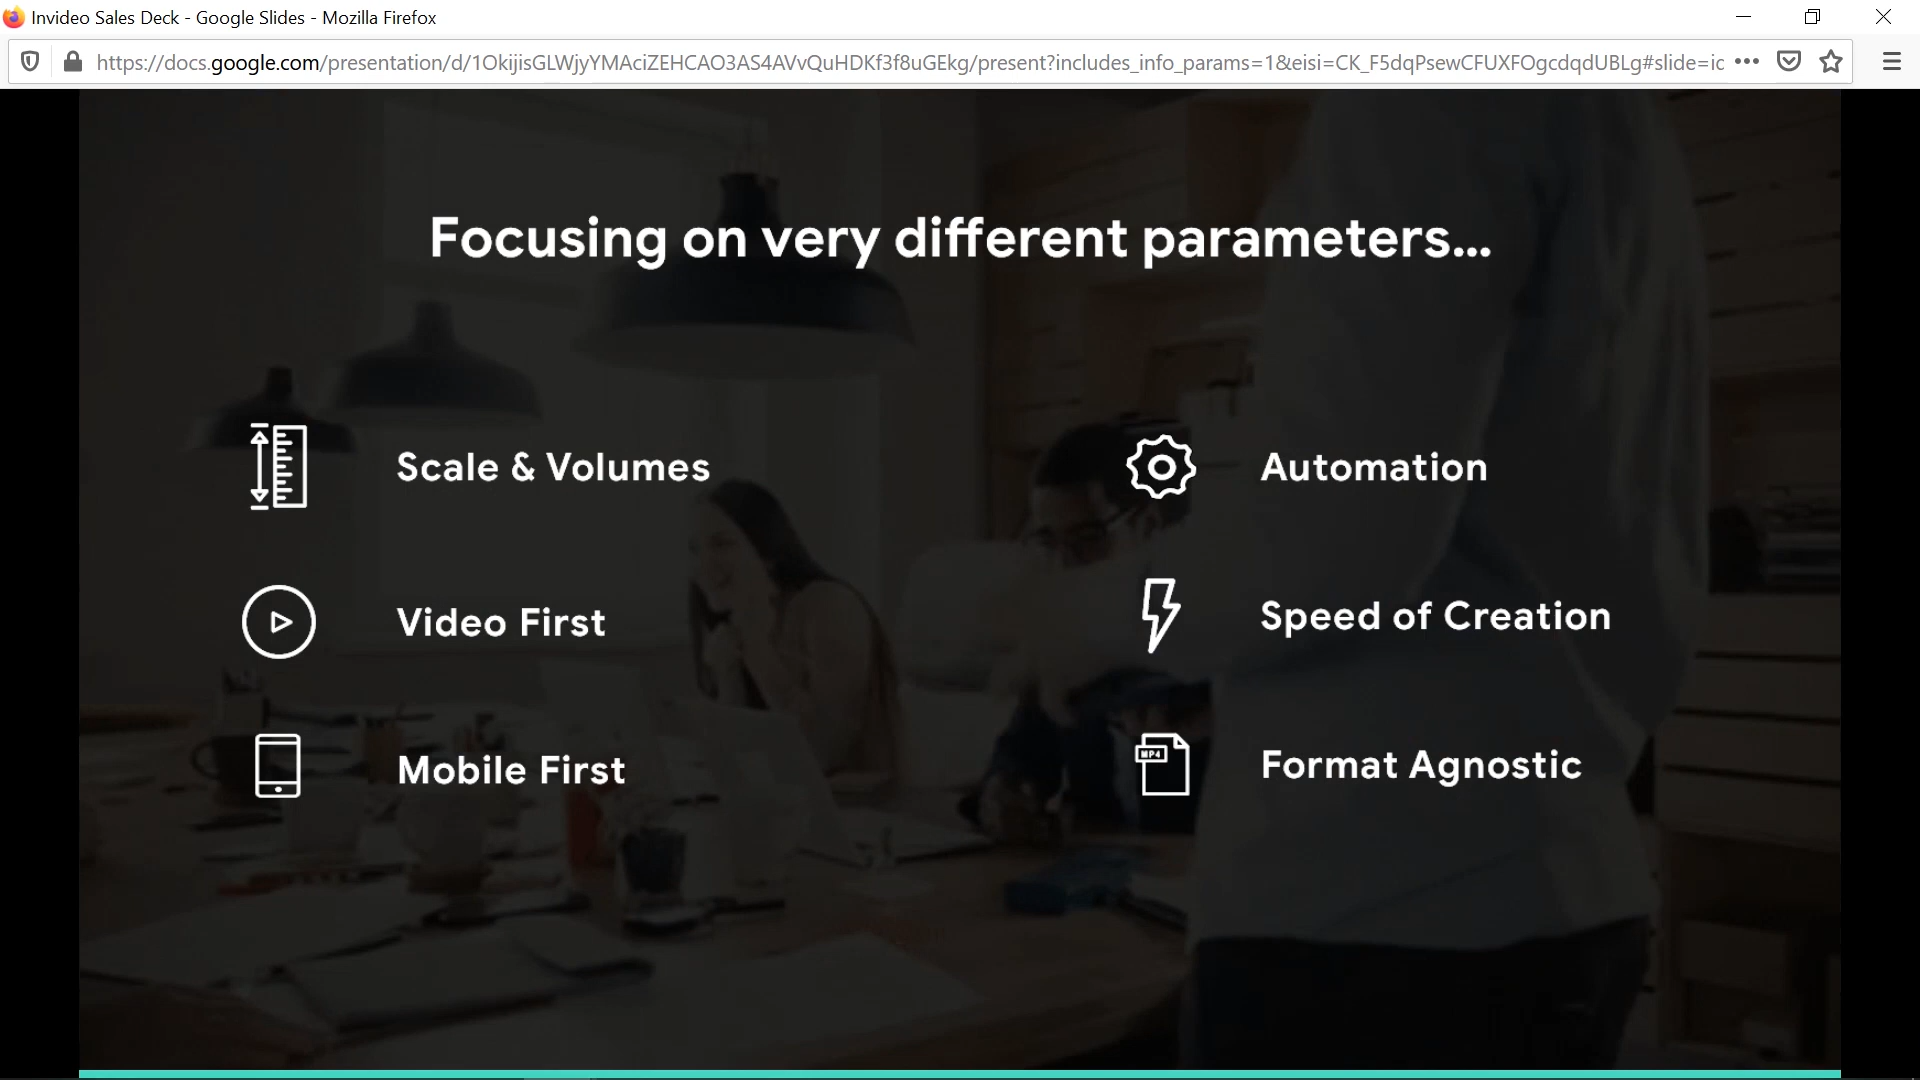 Invideo Sales Deck - Google Slides - Mozilla Firefox
https://docs.google.com/presentation/d/1OkijisGLWjyYMAciZEHCAO3AS4AVvQuHDKf3f8uGEkg/present?includes_info_params=1&eisi=CK_F5dqPsewCFUXFOgcdqdUBLg#slide=ic
Focusing on very different parameters...
Scale & Volumes
Automation
Video First
Speed of Creation
Mobile First
MP4
Format Agnostic